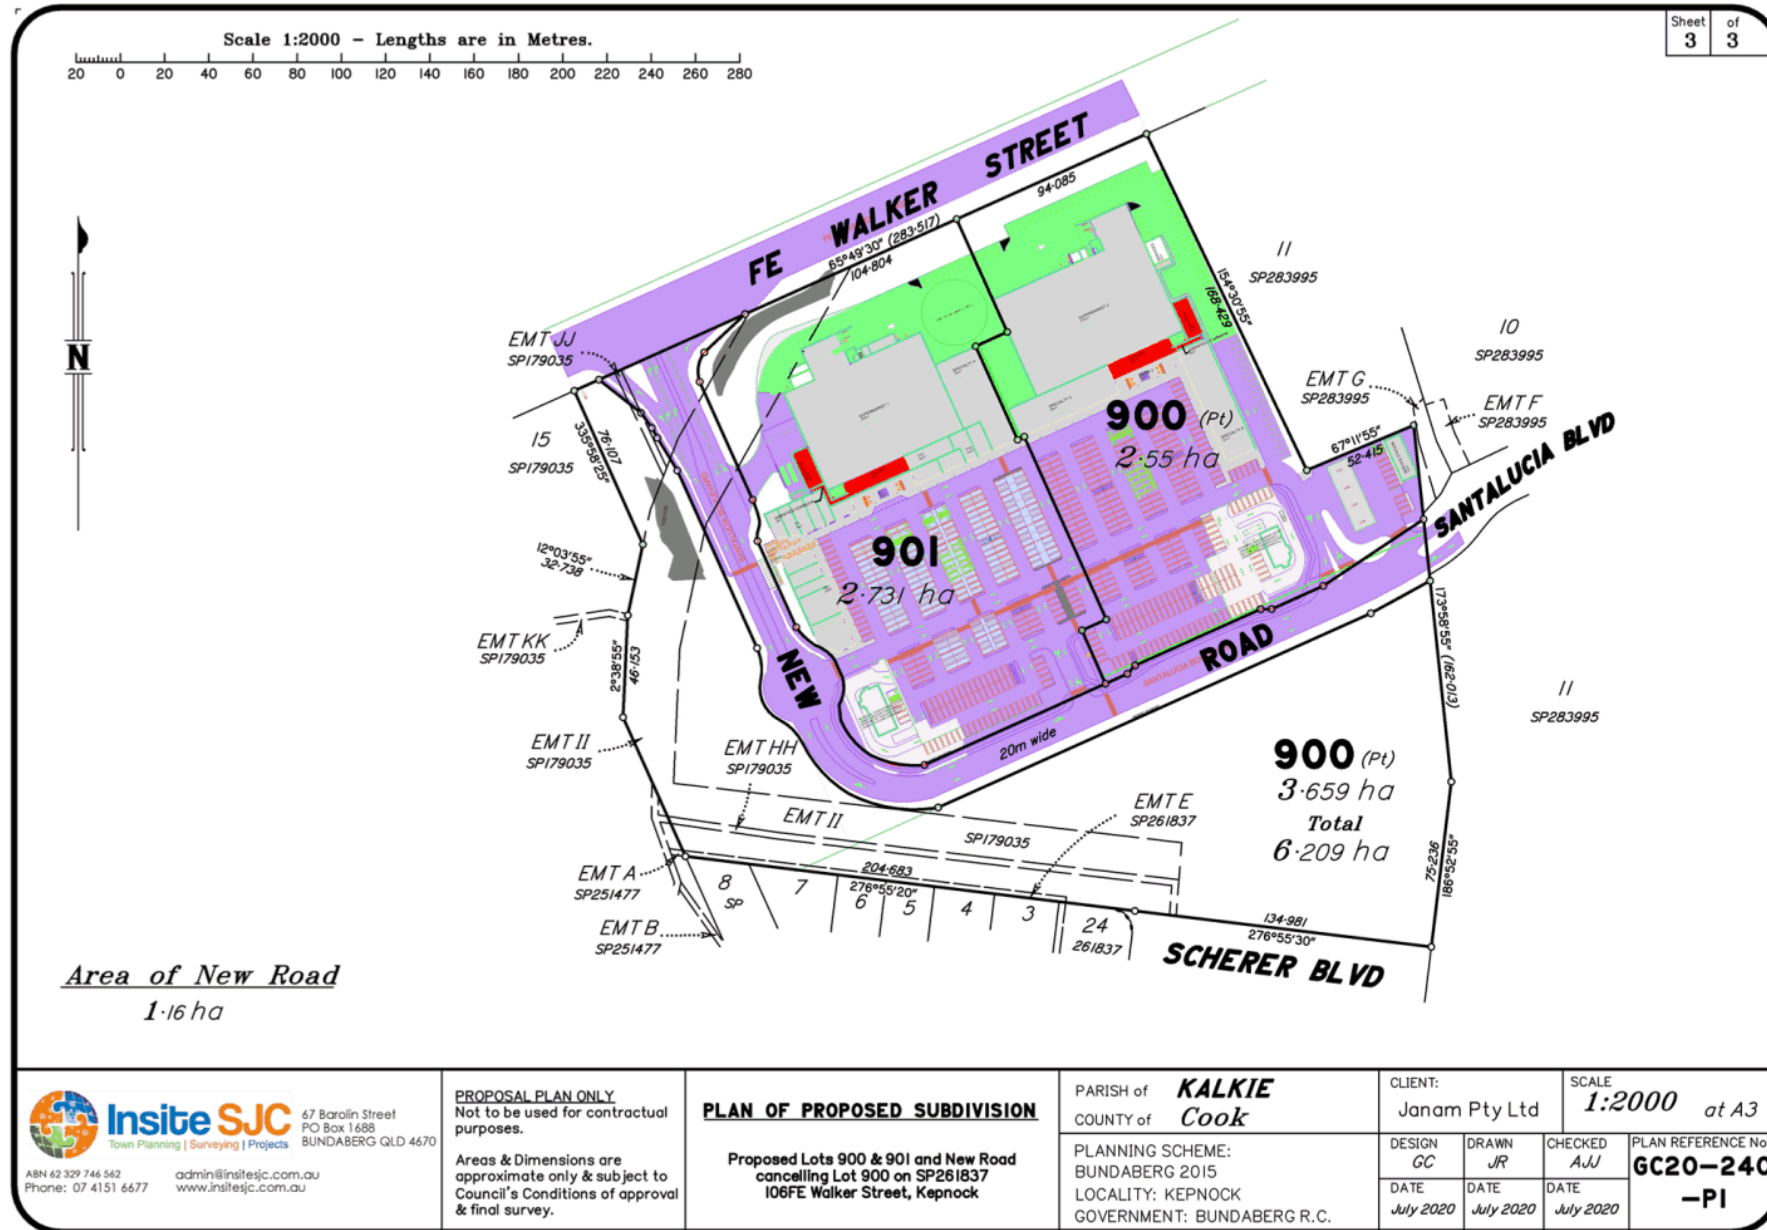 Sheet of
3 3
Scale 1:2000 - Lengths are in Metres.
20 0 20 40 60 80 100 120 140 160 180 200 220 240 260 280
N
FE WALKER STREET
94·085
65°49'30" (283·517)
104·804
11
SP283995
154°30'55"
168·429
10
SP283995
EMT JJ
SP179035
EMT G
SP283995
EMT F
SP283995
67°11'55"
52·415
SANTALUCIA BLVD
15
SP179035
76·107
335°58'25"
900 (Pt)
2·55 ha
SUPERMARKET 1
SUPERMARKET 2
901
2·731 ha
12°03'55"
32·738
EMT KK
SP179035
2°38'55"
46·153
NEW
ROAD
20m wide
173°58'55" (162·013)
11
SP283995
EMT II
SP179035
EMT HH
SP179035
900 (Pt)
3·659 ha
Total
6·209 ha
EMT E
SP261837
EMT II
SP179035
75·236
186°52'55"
EMT A
SP251477
EMT B
SP251477
204·683
276°55'20"
8 7 6 5 4 3 24
SP
261837
134·981
276°55'30"
SCHERER BLVD
Area of New Road
1·16 ha
Insite SJC
Town Planning | Surveying | Projects
67 Barolin Street
PO Box 1688
BUNDABERG QLD 4670
ABN 62 329 746 562
Phone: 07 4151 6677
admin@insitesjc.com.au
www.insitesjc.com.au
PROPOSAL PLAN ONLY
Not to be used for contractual
purposes.
Areas & Dimensions are
approximate only & subject to
Council's Conditions of approval
& final survey.
PLAN OF PROPOSED SUBDIVISION
Proposed Lots 900 & 901 and New Road
cancelling Lot 900 on SP261837
106FE Walker Street, Kepnock
PARISH of KALKIE
COUNTY of Cook
PLANNING SCHEME:
BUNDABERG 2015
LOCALITY: KEPNOCK
GOVERNMENT: BUNDABERG R.C.
CLIENT:
Janam Pty Ltd
SCALE
1:2000 at A3
DESIGN
GC
DRAWN
JR
CHECKED
AJJ
DATE
July 2020
DATE
July 2020
DATE
July 2020
PLAN REFERENCE No
GC20-240
-P1